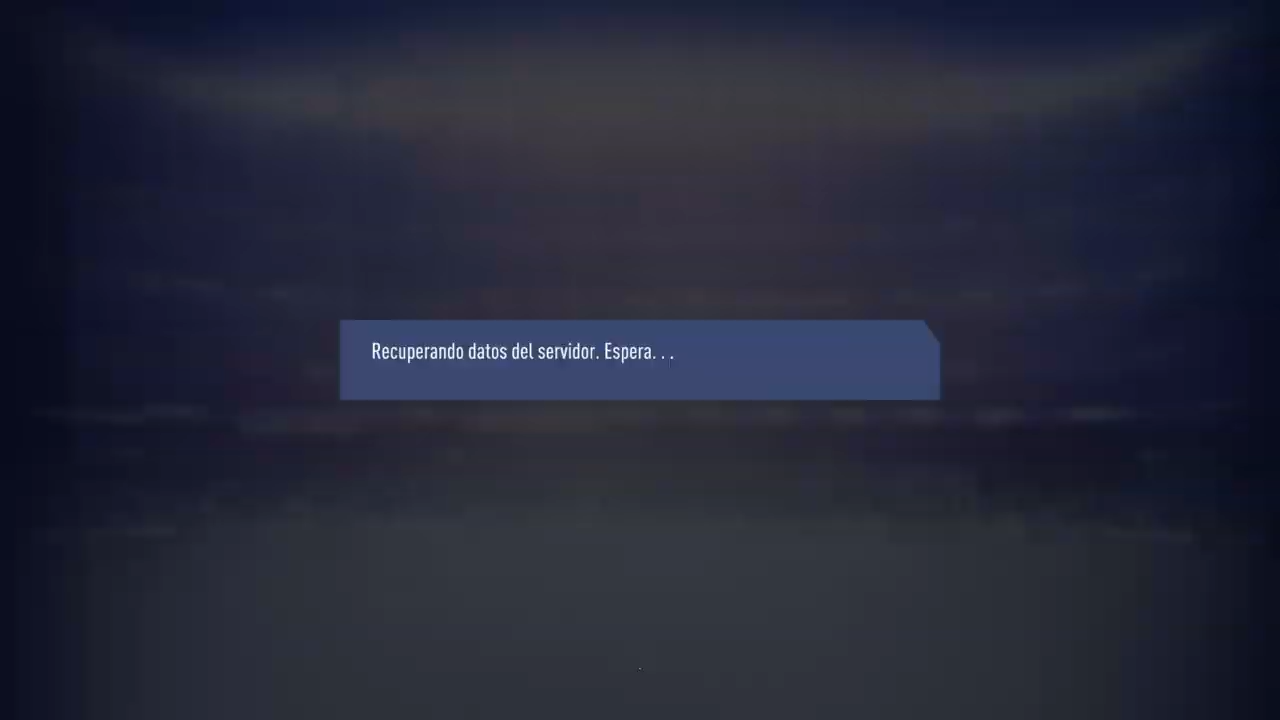 Recuperando datos del servidor. Espera. . .